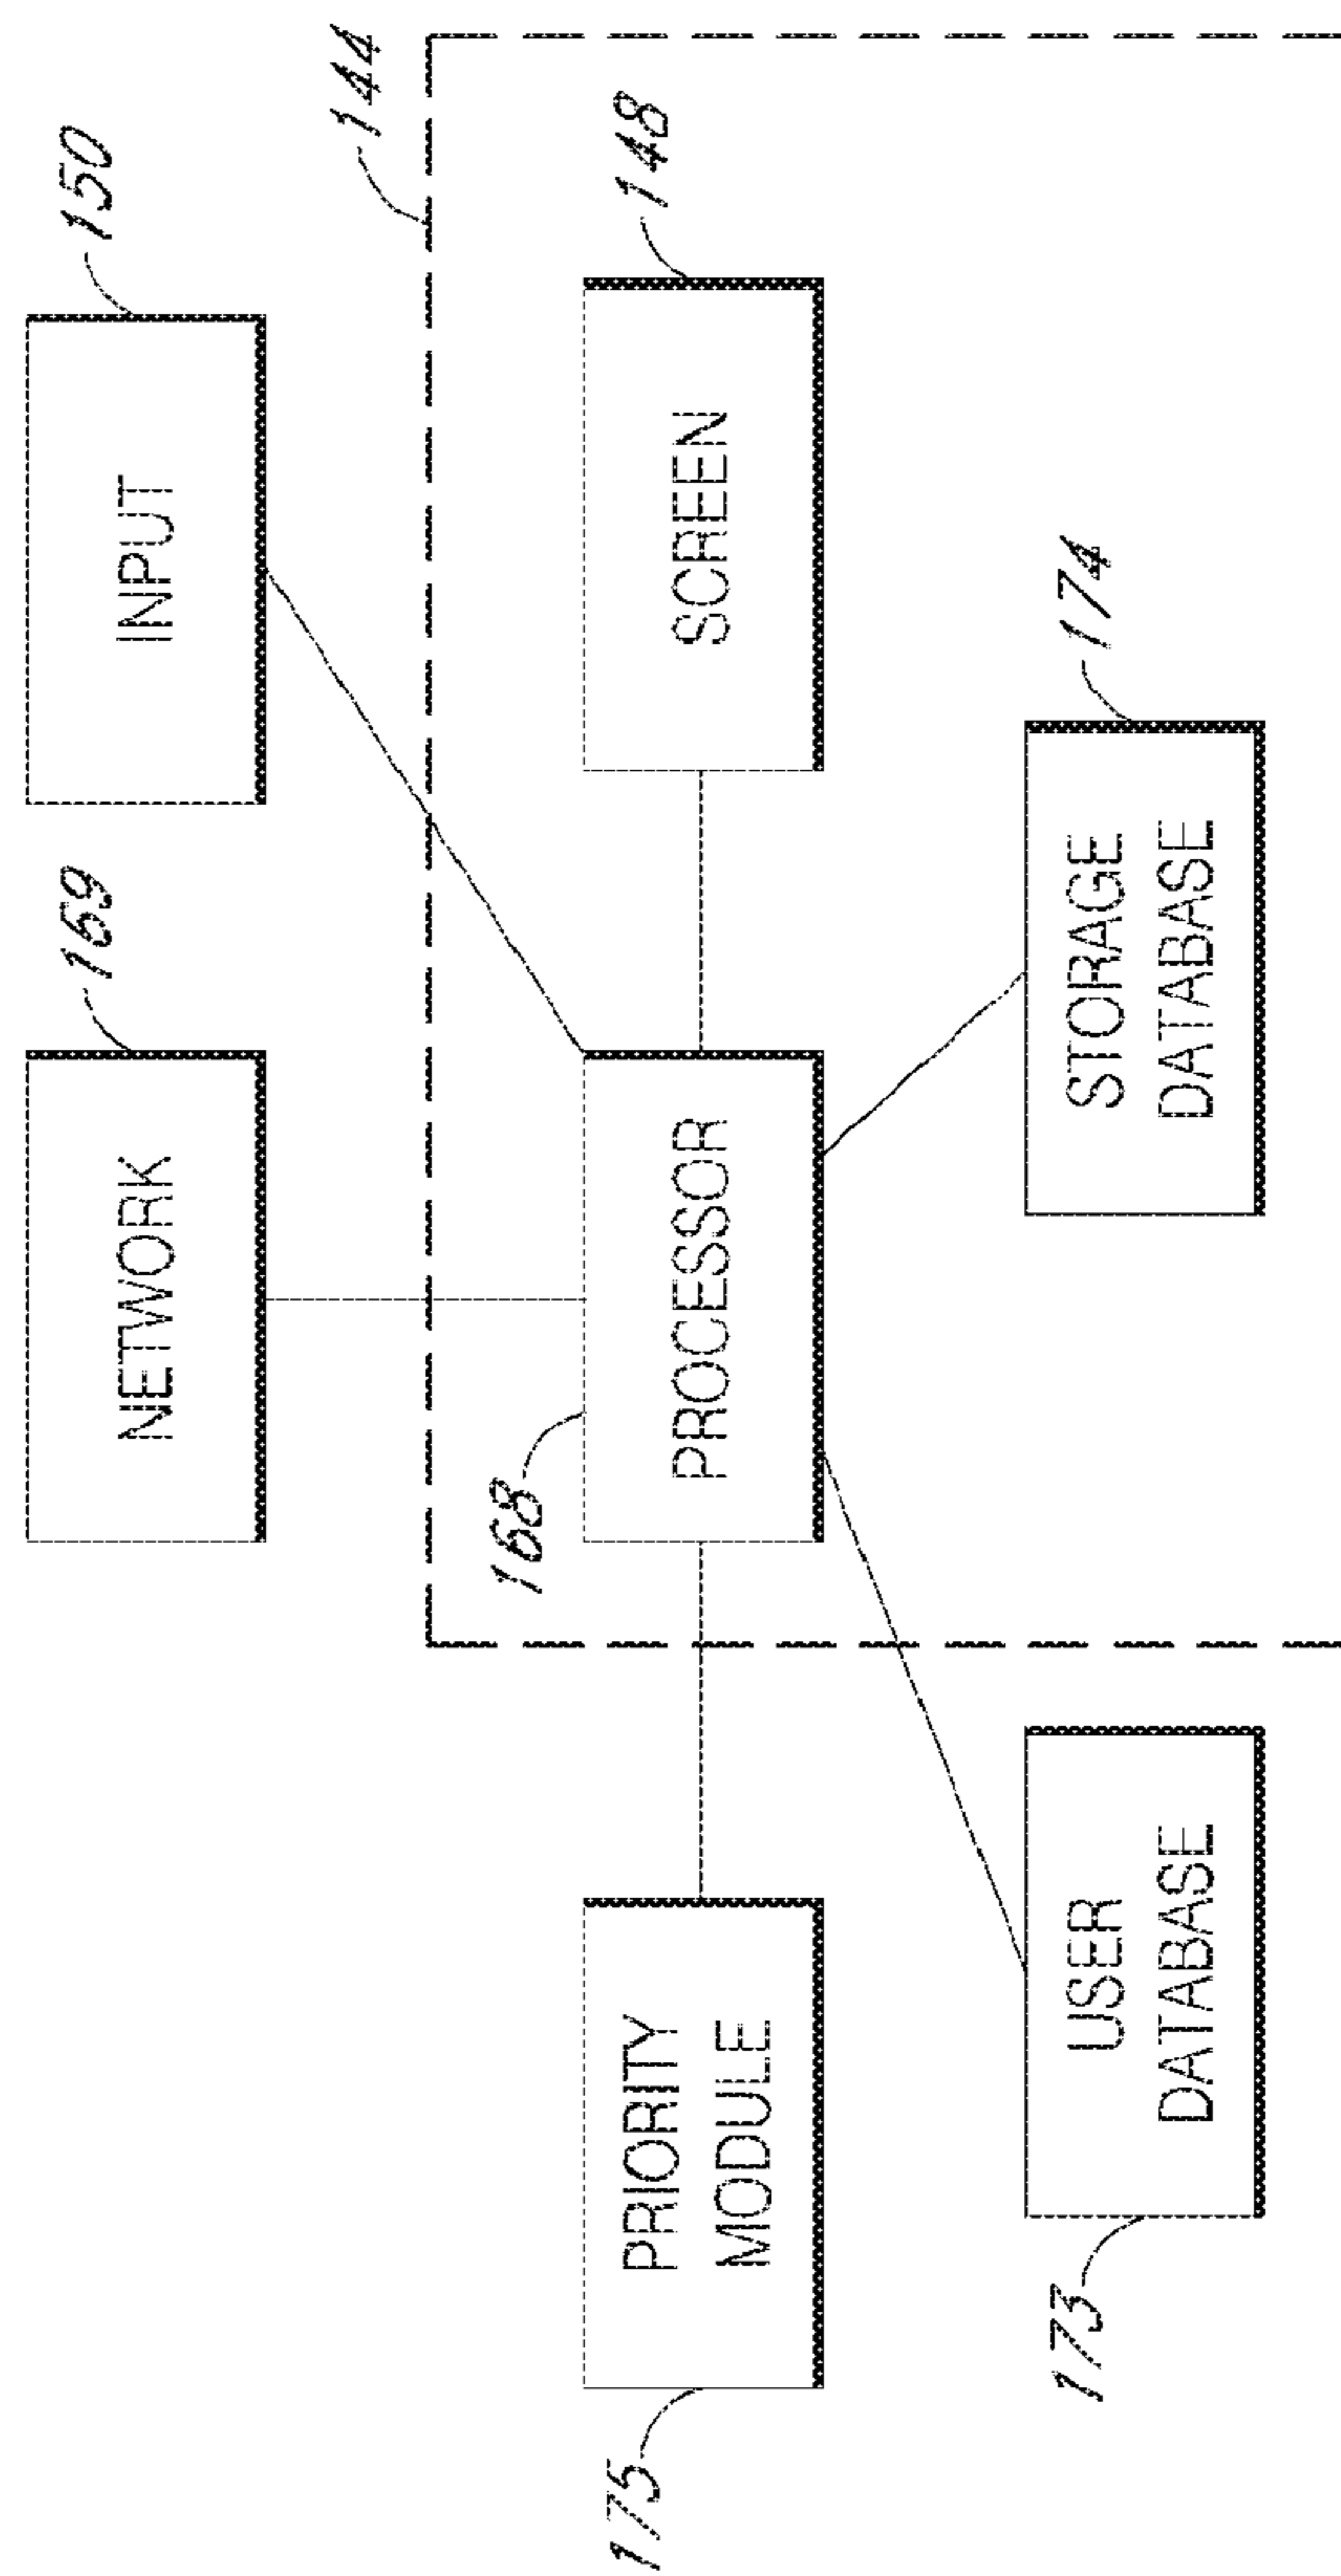 NETWORK
169
INPUT
150
144
168
PRIORITY
MODULE
175
PROCESSOR
SCREEN
148
USER
DATABASE
173
STORAGE
DATABASE
174